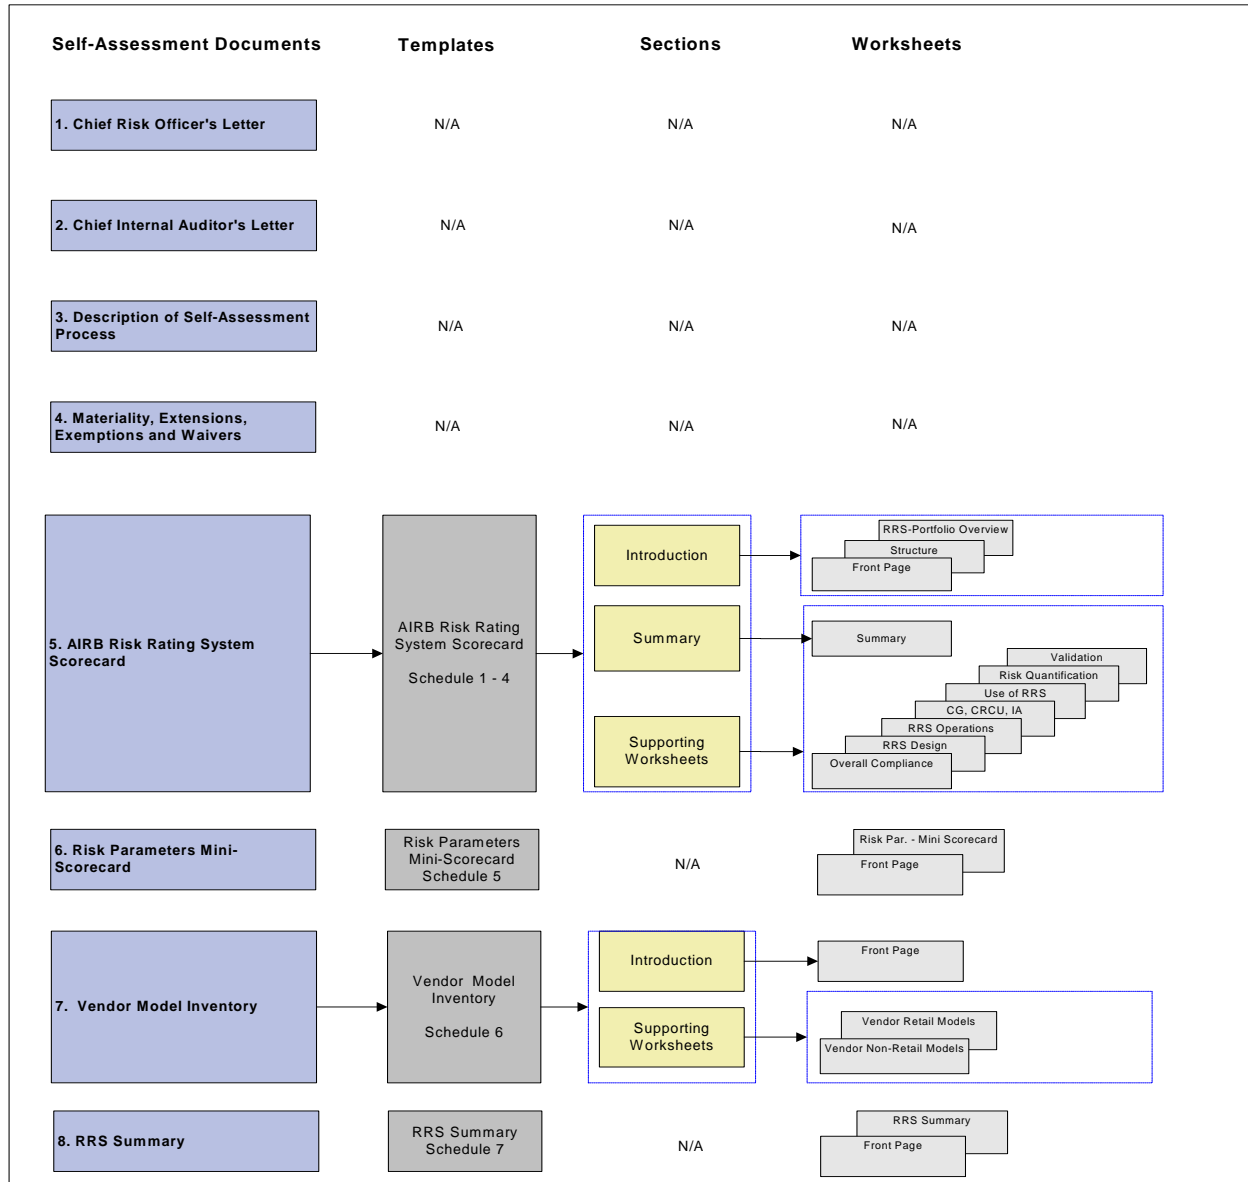 Self-Assessment Documents
Templates
Sections
Worksheets
1. Chief Risk Officer's Letter
N/A
N/A
N/A
2. Chief Internal Auditor's Letter
N/A
N/A
N/A
3. Description of Self-Assessment
Process
N/A
N/A
N/A
4. Materiality, Extensions,
Exemptions and Waivers
N/A
N/A
N/A
5. AIRB Risk Rating System
Scorecard
AIRB Risk Rating
System Scorecard
Schedule 1 - 4
Introduction
RRS-Portfolio Overview
Structure
Front Page
Summary
Summary
Supporting
Worksheets
Validation
Risk Quantification
Use of RRS
CG, CRCU, IA
RRS Operations
RRS Design
Overall Compliance
6. Risk Parameters Mini-
Scorecard
Risk Parameters
Mini-Scorecard
Schedule 5
N/A
Risk Par. - Mini Scorecard
Front Page
7. Vendor Model Inventory
Vendor Model
Inventory
Schedule 6
Introduction
Front Page
Supporting
Worksheets
Vendor Retail Models
Vendor Non-Retail Models
8. RRS Summary
RRS Summary
Schedule 7
N/A
RRS Summary
Front Page